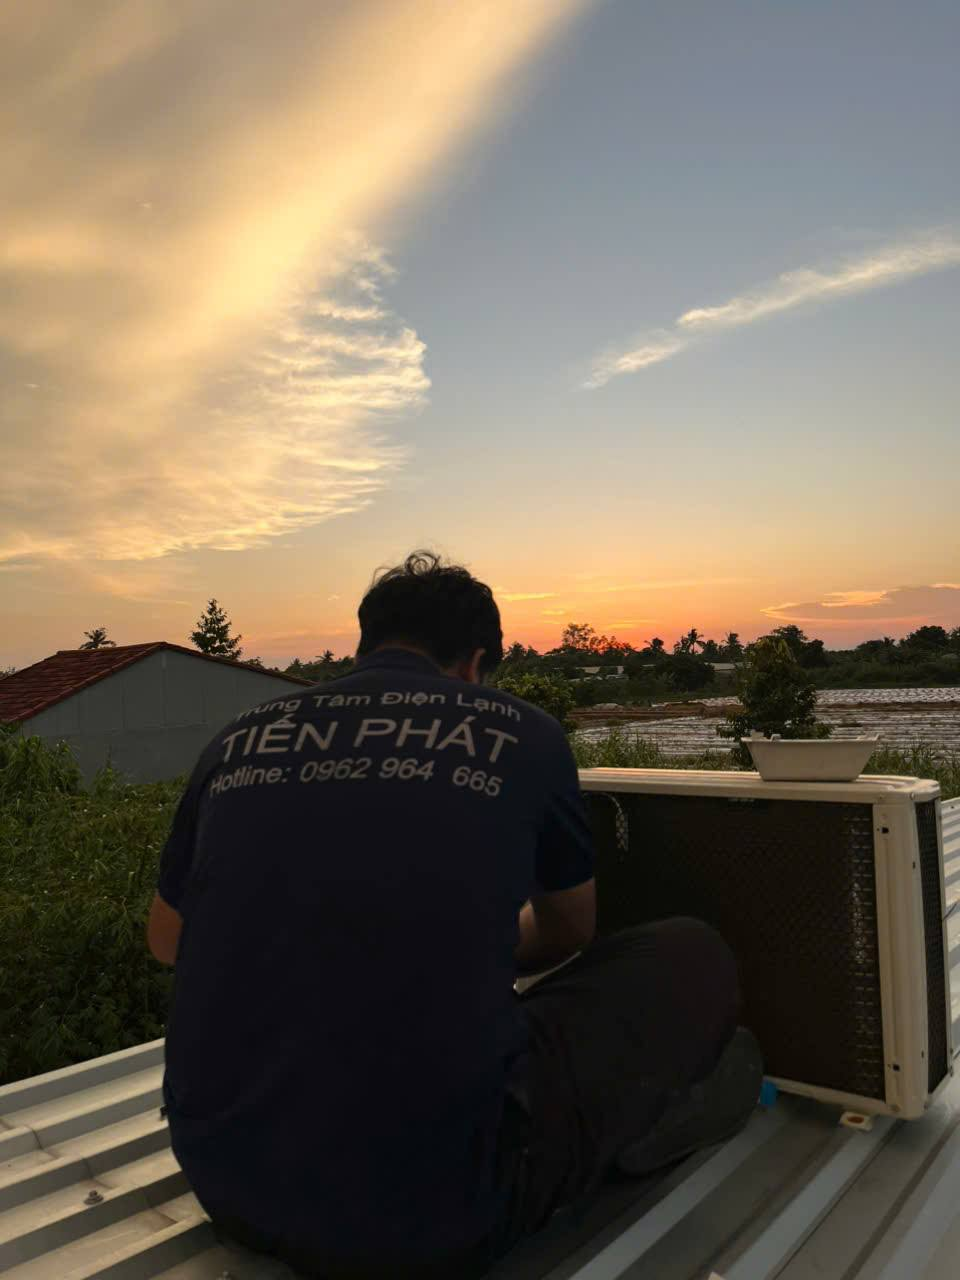 Trung Tâm Điện Lạnh
TIẾN PHÁT
Hotline: 0962 964 665